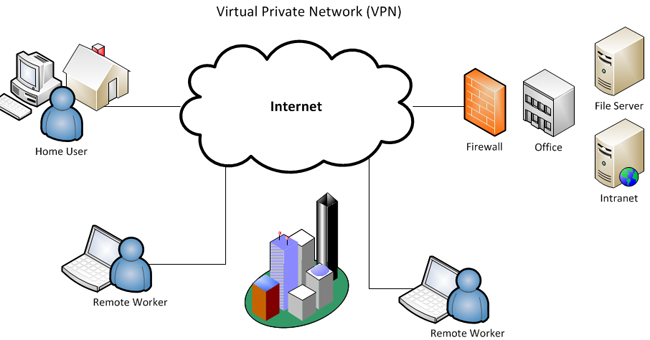 Virtual Private Network (VPN)
Internet
Home User
Firewall
Office
File Server
Intranet
Remote Worker
Remote Worker